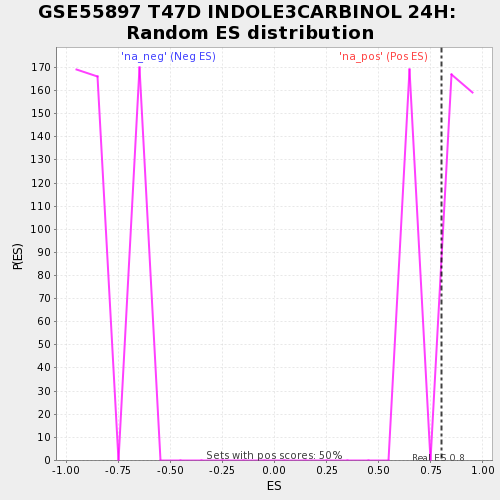 GSE55897 T47D INDOLE3CARBINOL 24H:
Random ES distribution
'na_neg' (Neg ES)
'na_pos' (Pos ES)
170
160
150
140
130
120
110
100
90
80
70
60
50
40
30
20
10
0
P(ES)
Sets with pos scores: 50%
Real ES 0.8
-1.00 -0.75 -0.50 -0.25 0.00 0.25 0.50 0.75 1.00
ES